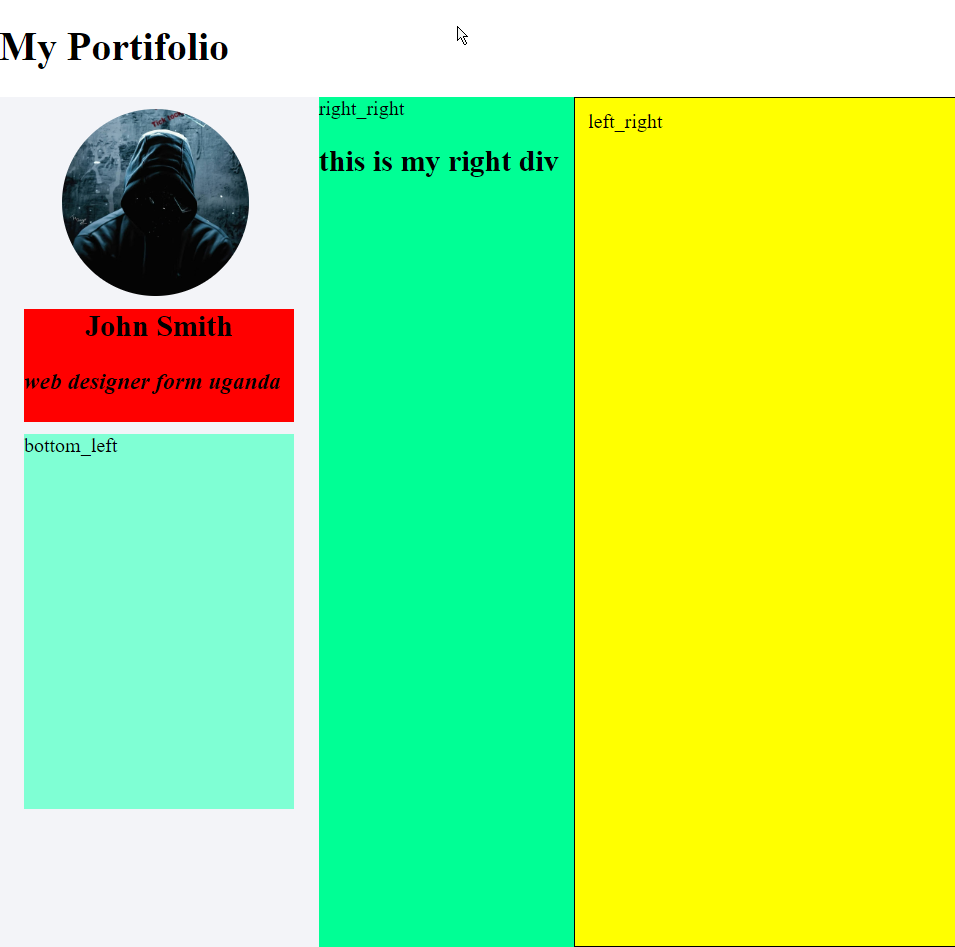 My Portifolio
right_right
left_right
this is my right div
John Smith
web designer form uganda
bottom_left